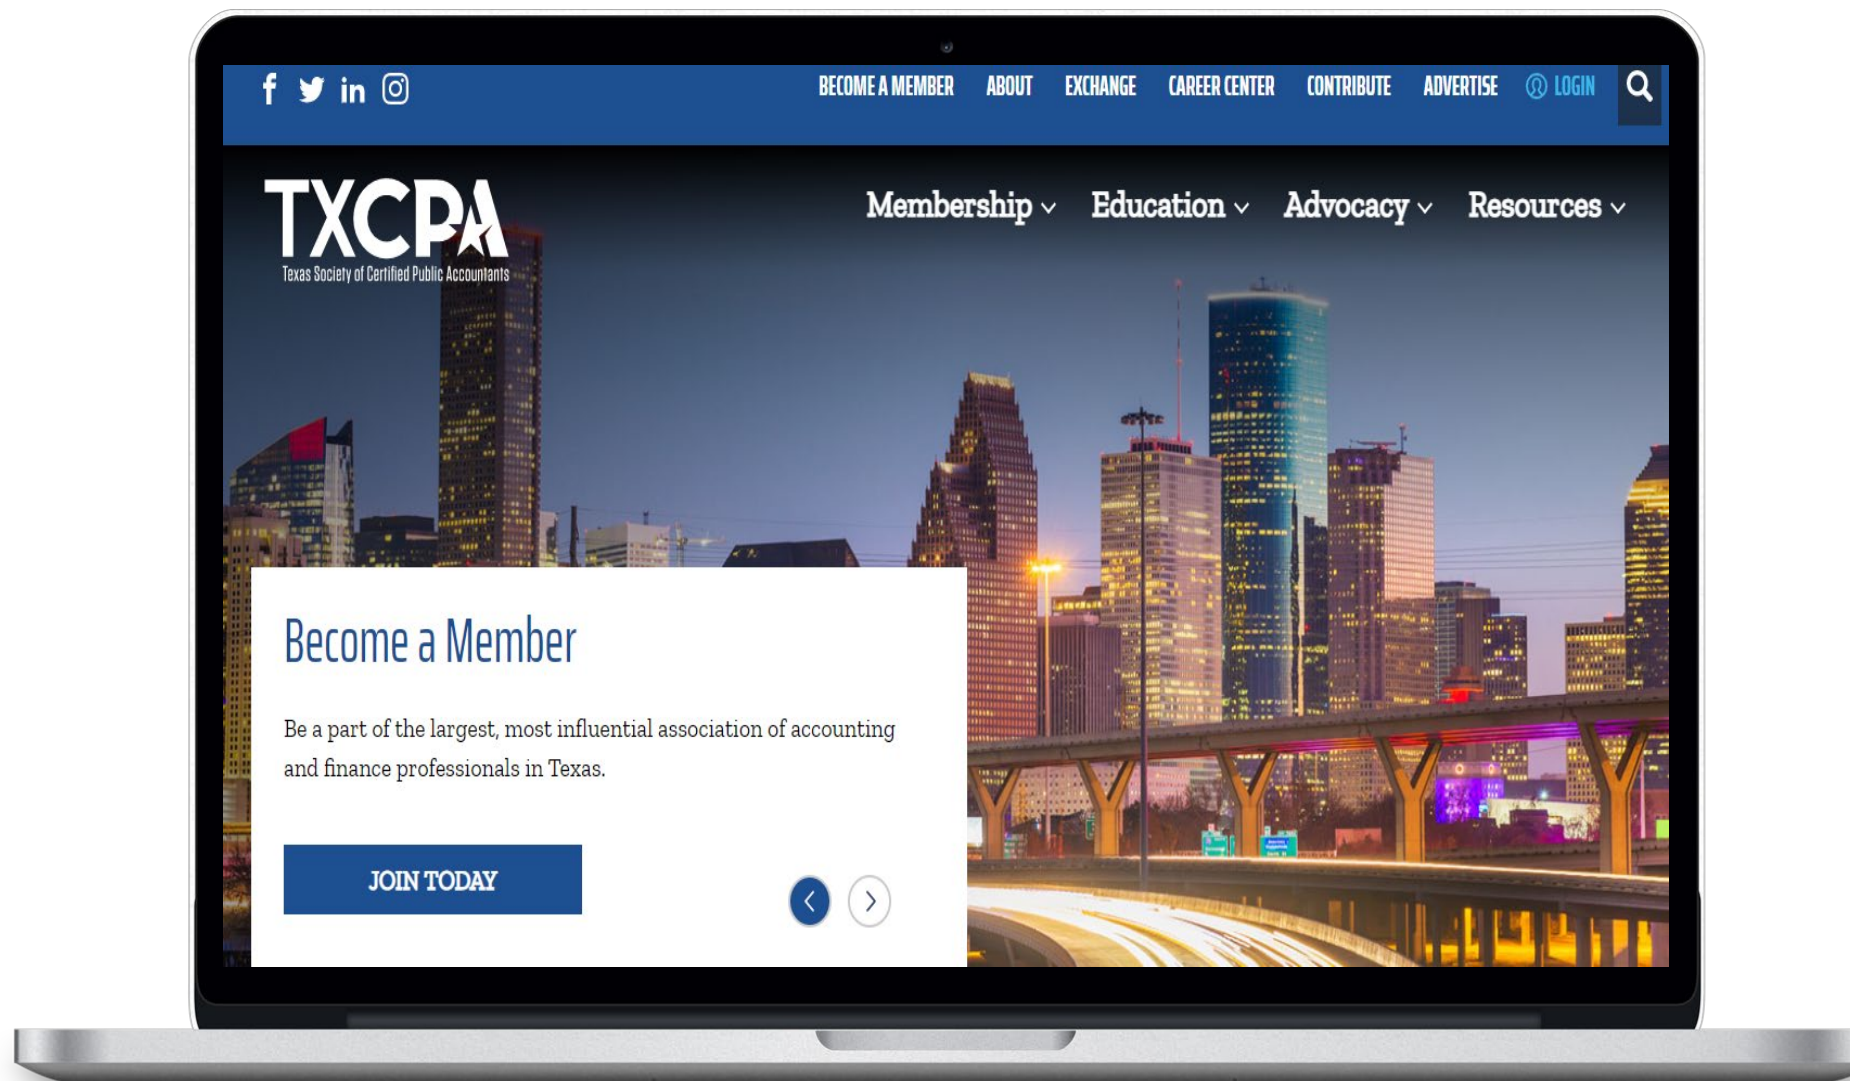 f in
BECOME A MEMBER ABOUT EXCHANGE CAREER CENTER CONTRIBUTE ADVERTISE LOGIN
TXCPA
Texas Society of Certified Public Accountants
Membership Education Advocacy Resources
Become a Member
Be a part of the largest, most influential association of accounting
and finance professionals in Texas.
JOIN TODAY